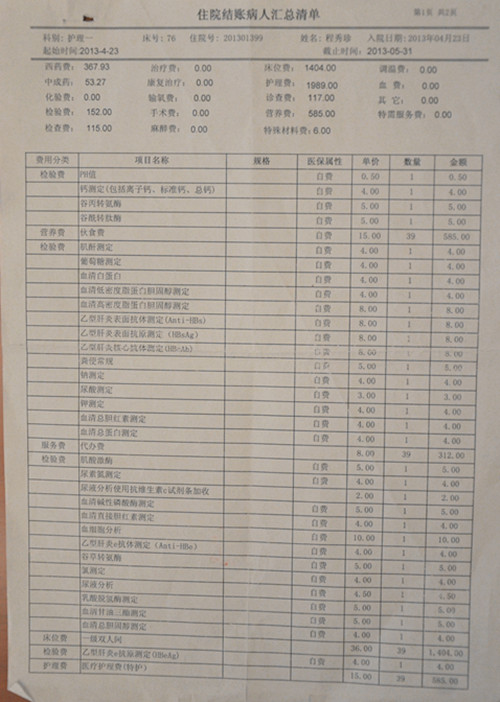 住院结账病人汇总清单 第1页 共2页
科别: 护理一 床号: 76 住院号: 201301399 姓名: 程秀珍 入院日期: 2013年04月23日
起始时间:2013-4-23 截止时间: 2013-05-31
西药费: 367.93 治疗费: 0.00 床位费: 1404.00 调温费: 0.00
中成药: 53.27 康复治疗: 0.00 护理费: 1989.00 血 费: 0.00
化验费: 0.00 输氧费: 0.00 诊查费: 117.00 其 它: 0.00
检验费: 152.00 手术费: 0.00 营养费: 585.00 特需服务费: 0.00
检查费: 115.00 麻醉费: 0.00 特殊材料费: 6.00
费用分类 项目名称 规格 医保属性 单价 数量 金额
检验费 PH值 自费 0.50 1 0.50
钙测定(包括离子钙、标准钙、总钙) 自费 4.00 1 4.00
谷丙转氨酶 自费 5.00 1 5.00
谷酰转肽酶 自费 5.00 1 5.00
营养费 伙食费 自费 15.00 39 585.00
检验费 肌酐测定 自费 4.00 1 4.00
葡萄糖测定 自费 4.00 1 4.00
血清白蛋白 自费 4.00 1 4.00
血清低密度脂蛋白胆固醇测定 自费 4.00 1 4.00
血清高密度脂蛋白胆固醇测定 自费 8.00 1 8.00
乙型肝炎表面抗体测定(Anti-HBs) 自费 8.00 1 8.00
乙型肝炎表面抗原测定 (HBsAg) 自费 8.00 1 8.00
乙型肝炎核心抗体测定(HBcAb) 自费 8.00 1 8.00
粪便常规 自费 5.00 1 5.00
钠测定 自费 4.00 1 4.00
尿酸测定 自费 3.00 1 3.00
钾测定 自费 4.00 1 4.00
血清总胆红素测定 自费 4.00 1 4.00
血清总蛋白测定 自费 4.00 1 4.00
服务费 代办费 8.00 39 312.00
检验费 肌酸激酶 自费 5.00 1 5.00
尿素氮测定 自费 4.00 1 4.00
尿液分析使用抗维生素c试剂条加收 2.00 1 2.00
血清碱性磷酸酶测定 自费 5.00 1 5.00
血清直接胆红素测定 自费 4.00 1 4.00
血细胞分析 自费 10.00 1 10.00
乙型肝炎e抗体测定 (Anti-HBe) 自费 4.00 1 4.00
谷草转氨酶 自费 5.00 1 5.00
氯测定 自费 4.00 1 4.00
尿液分析 自费 4.50 1 4.50
乳酸脱氢酶测定 自费 5.00 1 5.00
血清甘油三酯测定 自费 5.00 1 5.00
血清总胆固醇测定 自费 4.00 1 4.00
床位费 一级双人间 36.00 39 1,404.00
检验费 乙型肝炎e抗原测定(HBeAg) 自费 4.00 1 4.00
护理费 医疗护理费(特护) 15.00 39 585.00